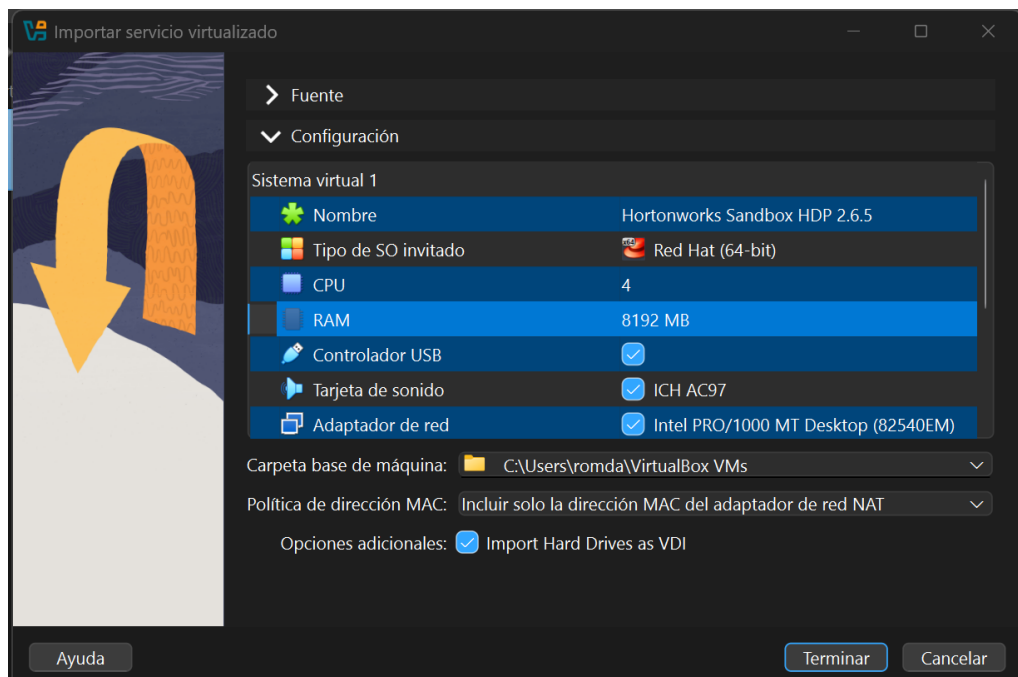 Importar servicio virtualizado
Fuente
Configuración
Sistema virtual 1
Nombre Hortonworks Sandbox HDP 2.6.5
Tipo de SO invitado Red Hat (64-bit)
CPU 4
RAM 8192 MB
Controlador USB
Tarjeta de sonido ICH AC97
Adaptador de red Intel PRO/1000 MT Desktop (82540EM)
Carpeta base de máquina: C:\Users\romda\VirtualBox VMs
Política de dirección MAC: Incluir solo la dirección MAC del adaptador de red NAT
Opciones adicionales: Import Hard Drives as VDI
Ayuda Terminar Cancelar